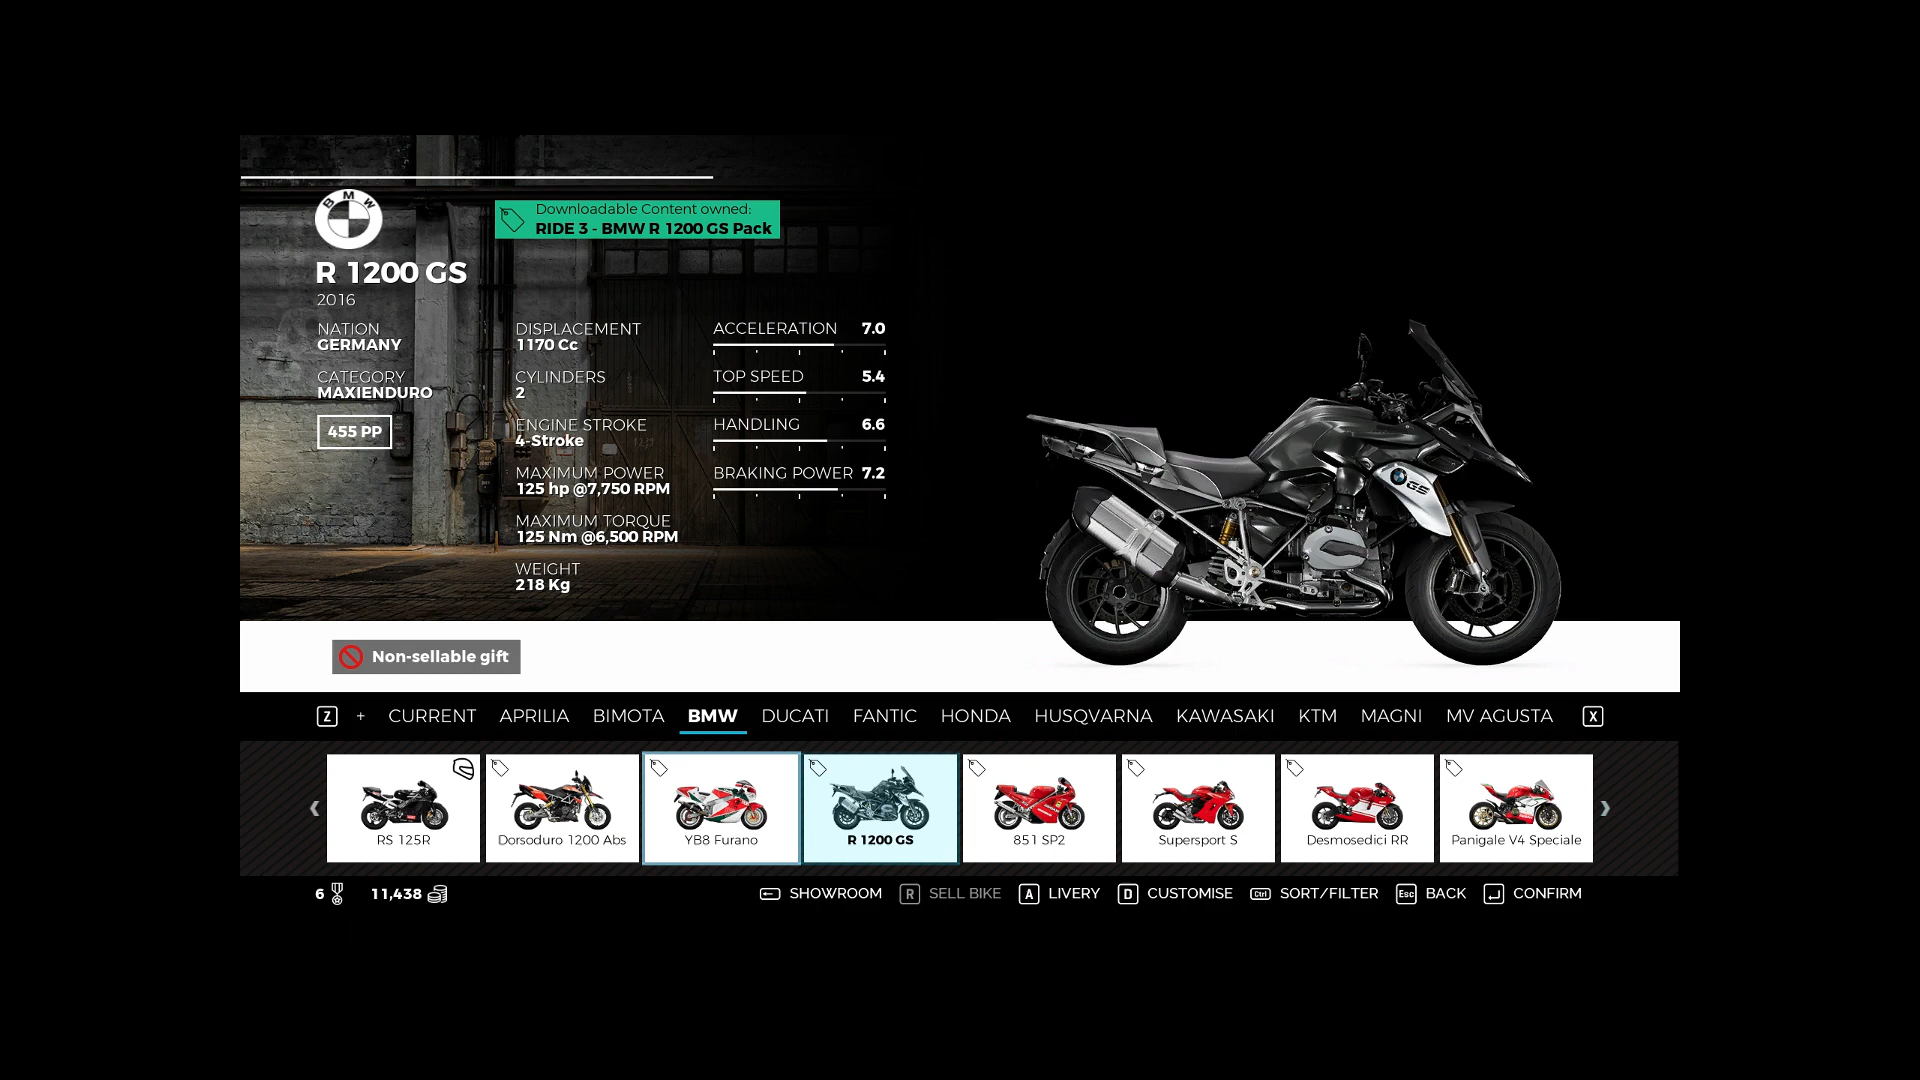 BMW
Downloadable Content owned:
RIDE 3 - BMW R 1200 GS Pack
R 1200 GS
2016
NATION
GERMANY
CATEGORY
MAXIENDURO
455 PP
DISPLACEMENT
1170 Cc
CYLINDERS
2
ENGINE STROKE
4-Stroke
MAXIMUM POWER
125 hp @7,750 RPM
MAXIMUM TORQUE
125 Nm @6,500 RPM
WEIGHT
218 Kg
ACCELERATION 7.0
TOP SPEED 5.4
HANDLING 6.6
BRAKING POWER 7.2
GS
Non-sellable gift
Z + CURRENT APRILIA BIMOTA BMW DUCATI FANTIC HONDA HUSQVARNA KAWASAKI KTM MAGNI MV AGUSTA X
RS 125R Dorsoduro 1200 Abs YB8 Furano R 1200 GS 851 SP2 Supersport S Desmosedici RR Panigale V4 Speciale
6 11,438 SHOWROOM R SELL BIKE A LIVERY D CUSTOMISE Ctrl SORT/FILTER Esc BACK CONFIRM